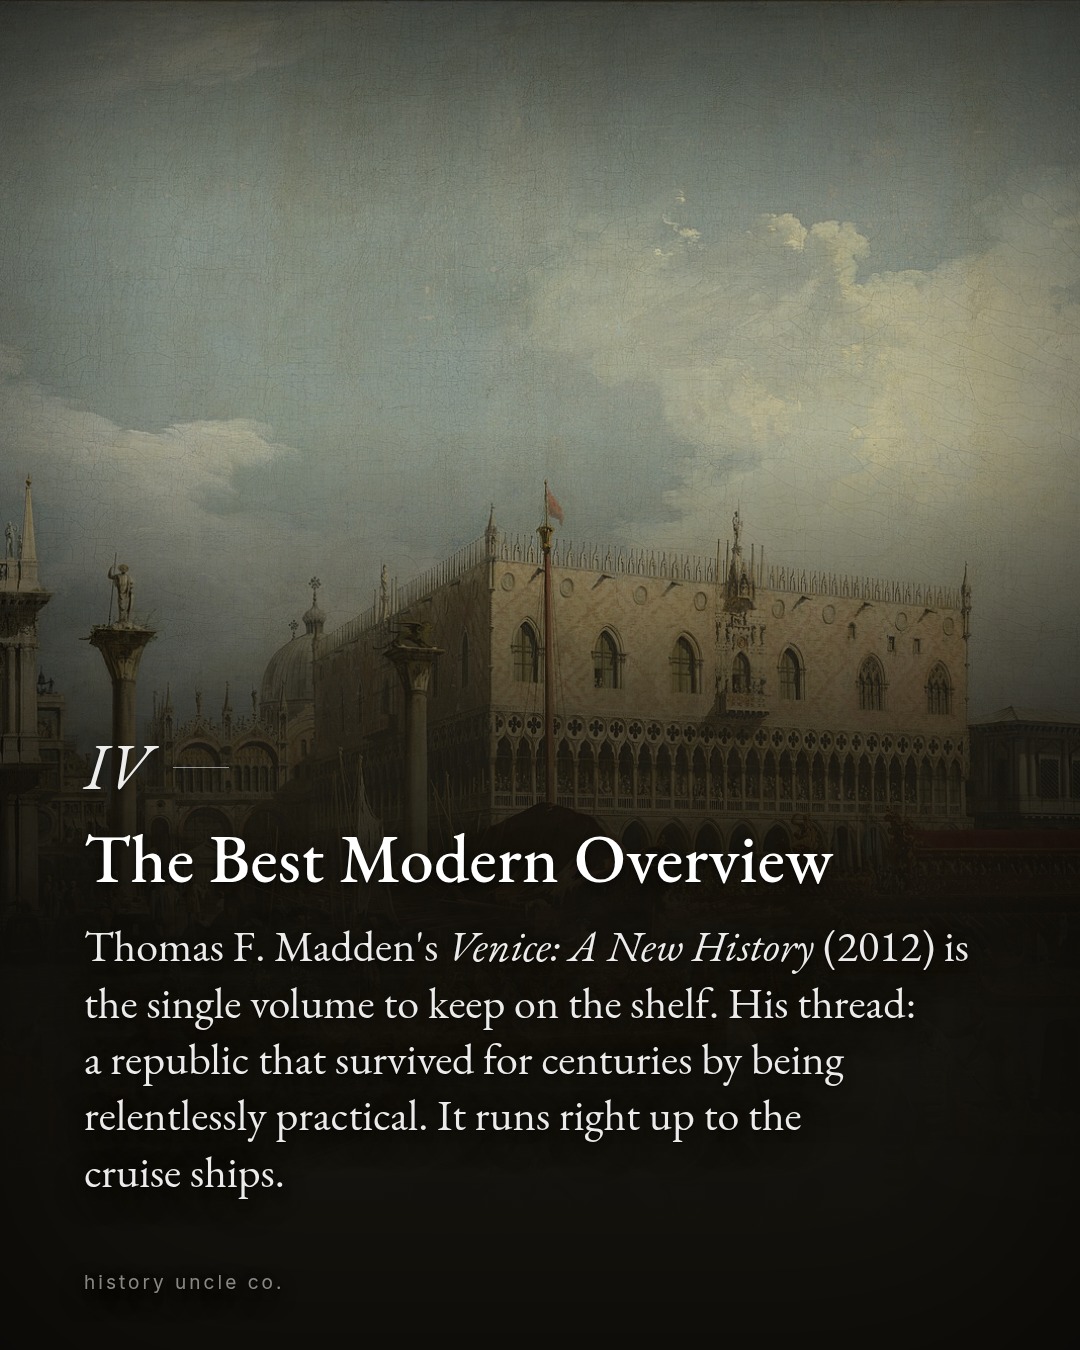 IV
The Best Modern Overview
Thomas F. Madden's Venice: A New History (2012) is
the single volume to keep on the shelf. His thread:
a republic that survived for centuries by being
relentlessly practical. It runs right up to the
cruise ships.
history uncle co.